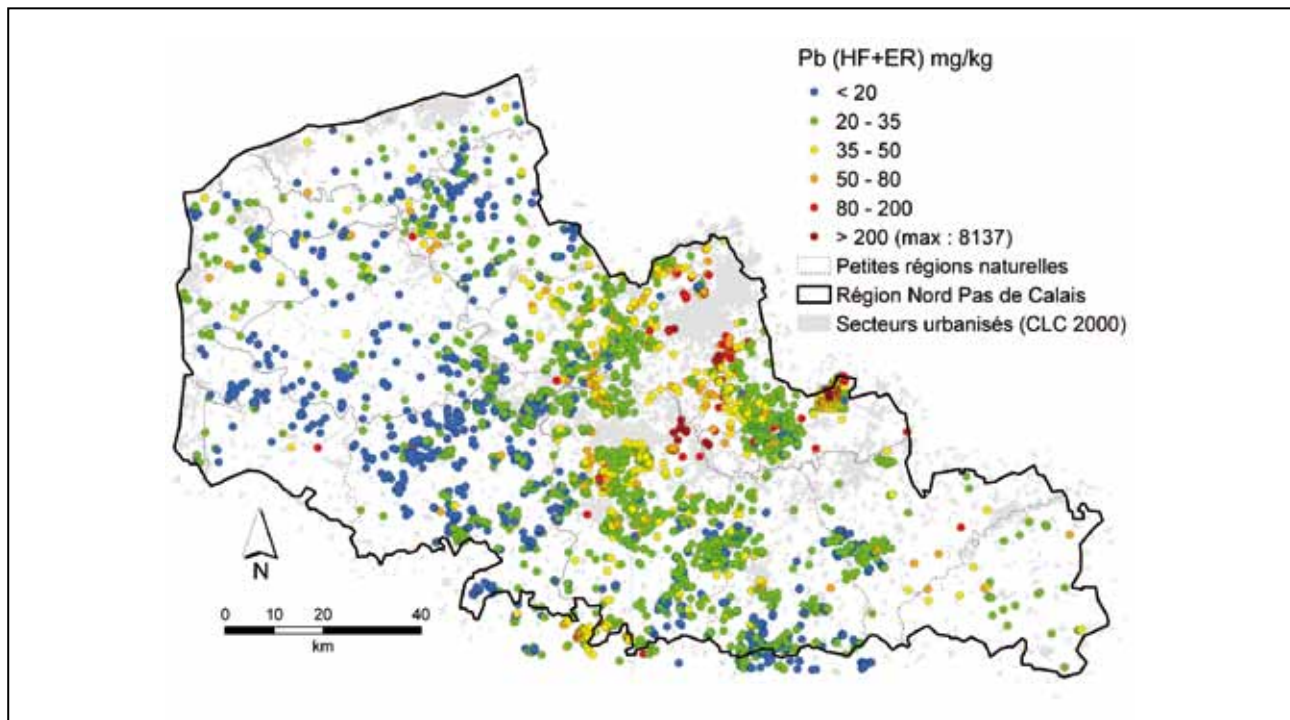 Pb (HF+ER) mg/kg
< 20
20 - 35
35 - 50
50 - 80
80 - 200
> 200 (max : 8137)
Petites régions naturelles
Région Nord Pas de Calais
Secteurs urbanisés (CLC 2000)
N
0 10 20 40
km